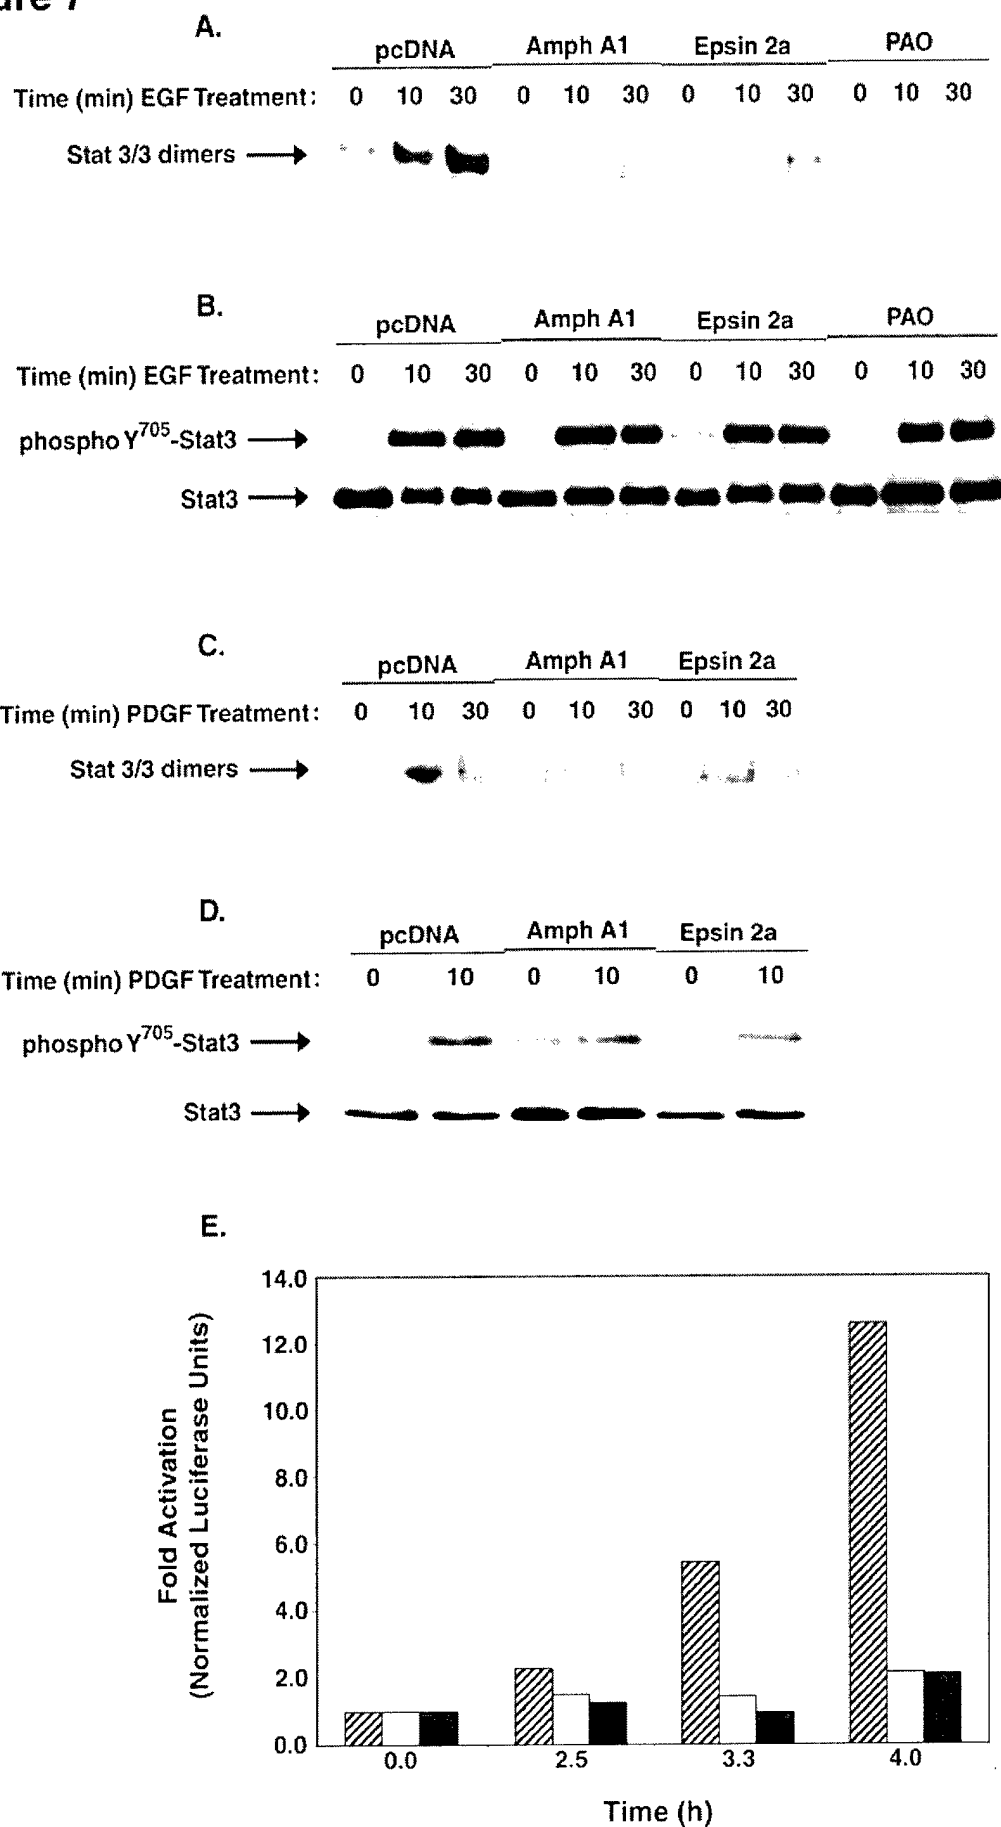 A.
pcDNA Amph A1 Epsin 2a PAO
Time (min) EGF Treatment: 0 10 30 0 10 30 0 10 30 0 10 30
Stat 3/3 dimers
B.
pcDNA Amph A1 Epsin 2a PAO
Time (min) EGF Treatment: 0 10 30 0 10 30 0 10 30 0 10 30
phospho Y705-Stat3
Stat3
C.
pcDNA Amph A1 Epsin 2a
Time (min) PDGF Treatment: 0 10 30 0 10 30 0 10 30
Stat 3/3 dimers
D.
pcDNA Amph A1 Epsin 2a
Time (min) PDGF Treatment: 0 10 0 10 0 10
phospho Y705-Stat3
Stat3
E.
Fold Activation
(Normalized Luciferase Units)
14.0
12.0
10.0
8.0
6.0
4.0
2.0
0.0
0.0 2.5 3.3 4.0
Time (h)